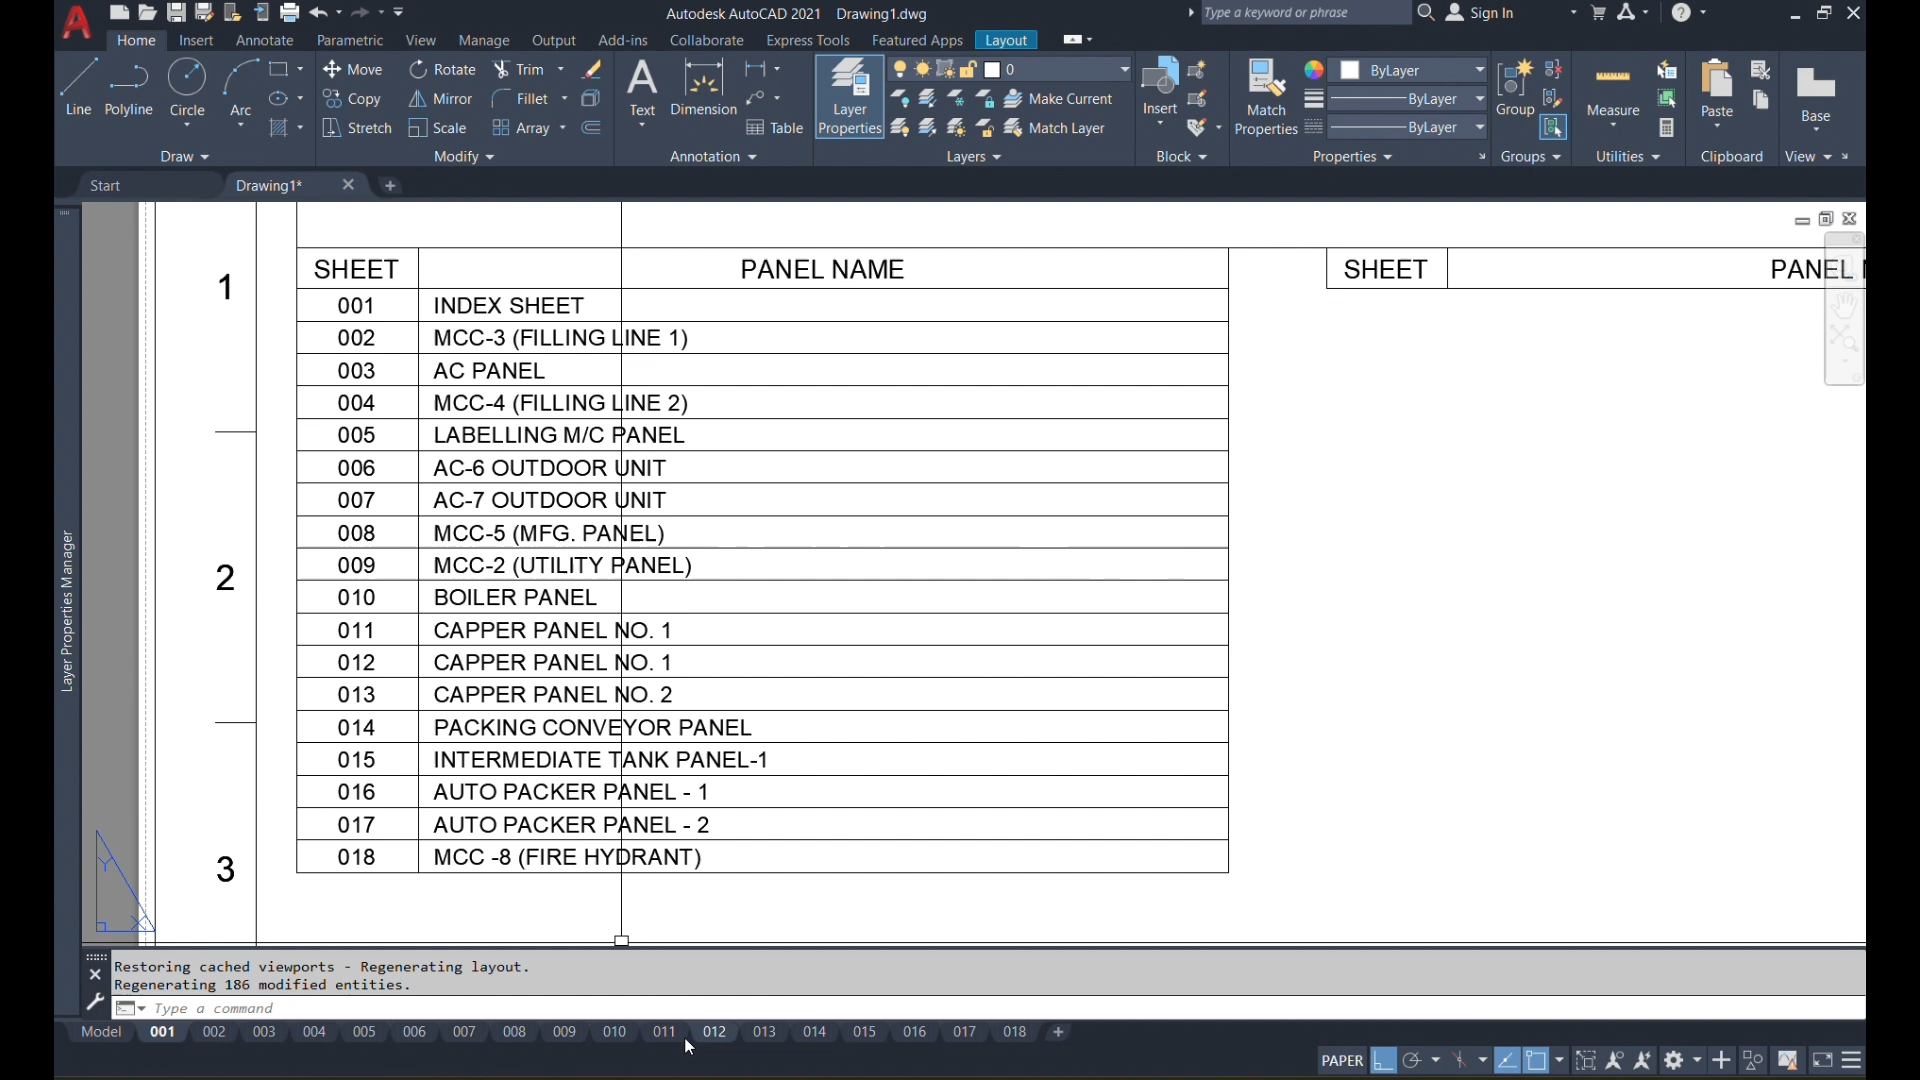 Autodesk AutoCAD 2021 Drawing1.dwg
Type a keyword or phrase
Sign In
Home Insert Annotate Parametric View Manage Output Add-ins Collaborate Express Tools Featured Apps Layout
Line Polyline Circle Arc
Move Rotate Trim
Copy Mirror Fillet
Stretch Scale Array
Text Dimension Table
Layer Properties
0
Make Current
Match Layer
Insert
Match Properties
ByLayer
ByLayer
ByLayer
Group Measure Paste Base
Draw Modify Annotation Layers Block Properties Groups Utilities Clipboard View
Start Drawing1*
Layer Properties Manager
1
2
3
SHEET PANEL NAME
001 INDEX SHEET
002 MCC-3 (FILLING LINE 1)
003 AC PANEL
004 MCC-4 (FILLING LINE 2)
005 LABELLING M/C PANEL
006 AC-6 OUTDOOR UNIT
007 AC-7 OUTDOOR UNIT
008 MCC-5 (MFG. PANEL)
009 MCC-2 (UTILITY PANEL)
010 BOILER PANEL
011 CAPPER PANEL NO. 1
012 CAPPER PANEL NO. 1
013 CAPPER PANEL NO. 2
014 PACKING CONVEYOR PANEL
015 INTERMEDIATE TANK PANEL-1
016 AUTO PACKER PANEL - 1
017 AUTO PACKER PANEL - 2
018 MCC -8 (FIRE HYDRANT)
SHEET PANEL
Y
X
Restoring cached viewports - Regenerating layout.
Regenerating 186 modified entities.
Type a command
Model 001 002 003 004 005 006 007 008 009 010 011 012 013 014 015 016 017 018 +
PAPER